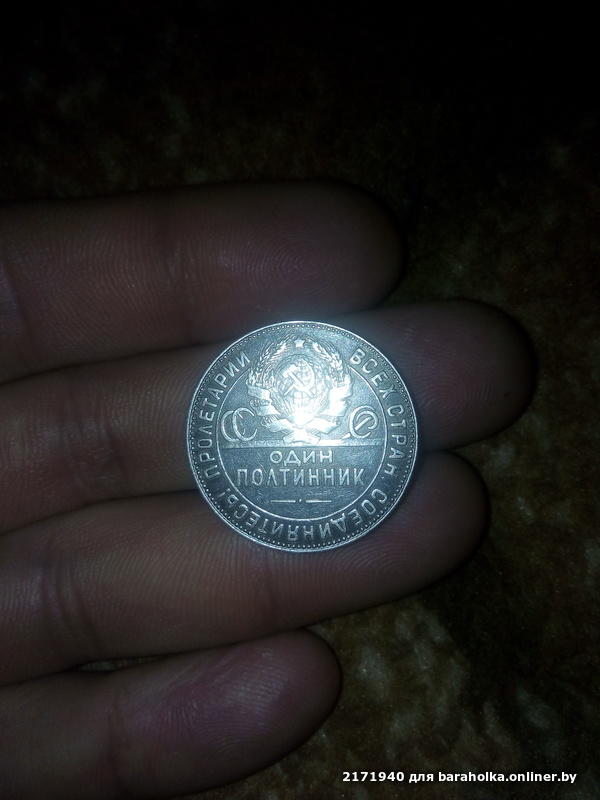 ПРОЛЕТАРИИ ВСЕХ СТРАН, СОЕДИНЯЙТЕСЬ!
СС СР
ОДИН
ПОЛТИННИК
2171940 для baraholka.onliner.by